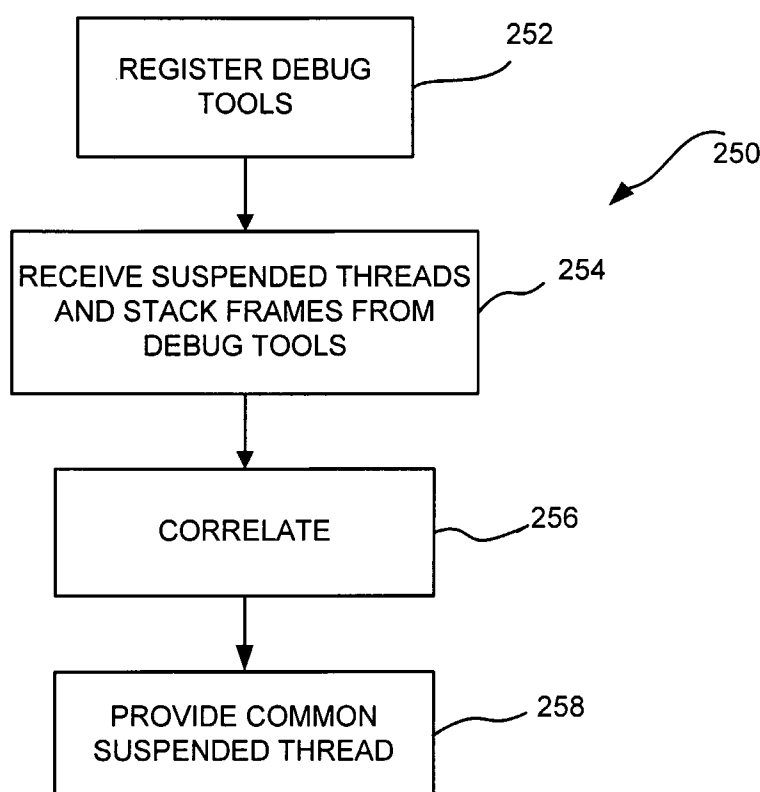 REGISTER DEBUG
TOOLS
252
250
RECEIVE SUSPENDED THREADS
AND STACK FRAMES FROM
DEBUG TOOLS
254
CORRELATE
256
PROVIDE COMMON
SUSPENDED THREAD
258